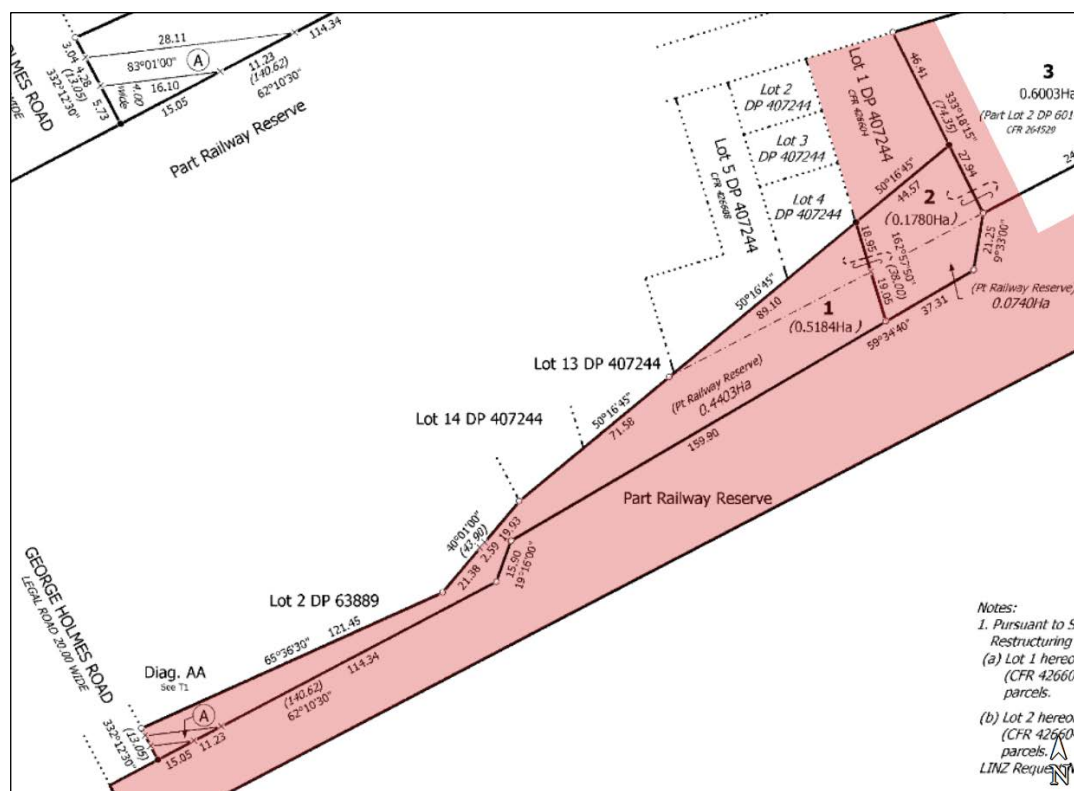 28.11
114.34
3.04
4.28
(13.05)
332°12'30"
5.73
83°01'00"
A
16.10
11.23
(140.62)
62°10'30"
4.00
wide
15.05
HOLMES ROAD
WIDE
Part Railway Reserve
Lot 2
DP 407244
Lot 3
DP 407244
Lot 4
DP 407244
Lot 5 DP 407244
CFR 426608
Lot 1 DP 407244
CFR 426604
46.41
333°18'15"
(74.35)
27.94
3
0.6003Ha
(Part Lot 2 DP 601
CFR 264529
24
50°16'45"
44.57
2
(0.1780Ha)
18.95
162°57'50"
(38.00)
19.05
21.25
9°33'00"
(Pt Railway Reserve)
0.0740Ha
37.31
59°34'40"
50°16'45"
89.10
1
(0.5184Ha)
Lot 13 DP 407244
(Pt Railway Reserve)
0.4403Ha
Lot 14 DP 407244
50°16'45"
71.58
159.90
Part Railway Reserve
40°01'00"
(43.90)
19.93
2.59
21.38
15.90
19°16'00"
Lot 2 DP 63889
GEORGE HOLMES ROAD
LEGAL ROAD 20.00 WIDE
65°36'30"
121.45
114.34
(140.62)
62°10'30"
Diag. AA
See T1
A
332°12'30"
(13.05)
15.05
11.23
Notes:
1. Pursuant to S
Restructuring
(a) Lot 1 hereo
(CFR 42660
parcels.
(b) Lot 2 hereo
(CFR 42660
parcels.
LINZ Reque
N